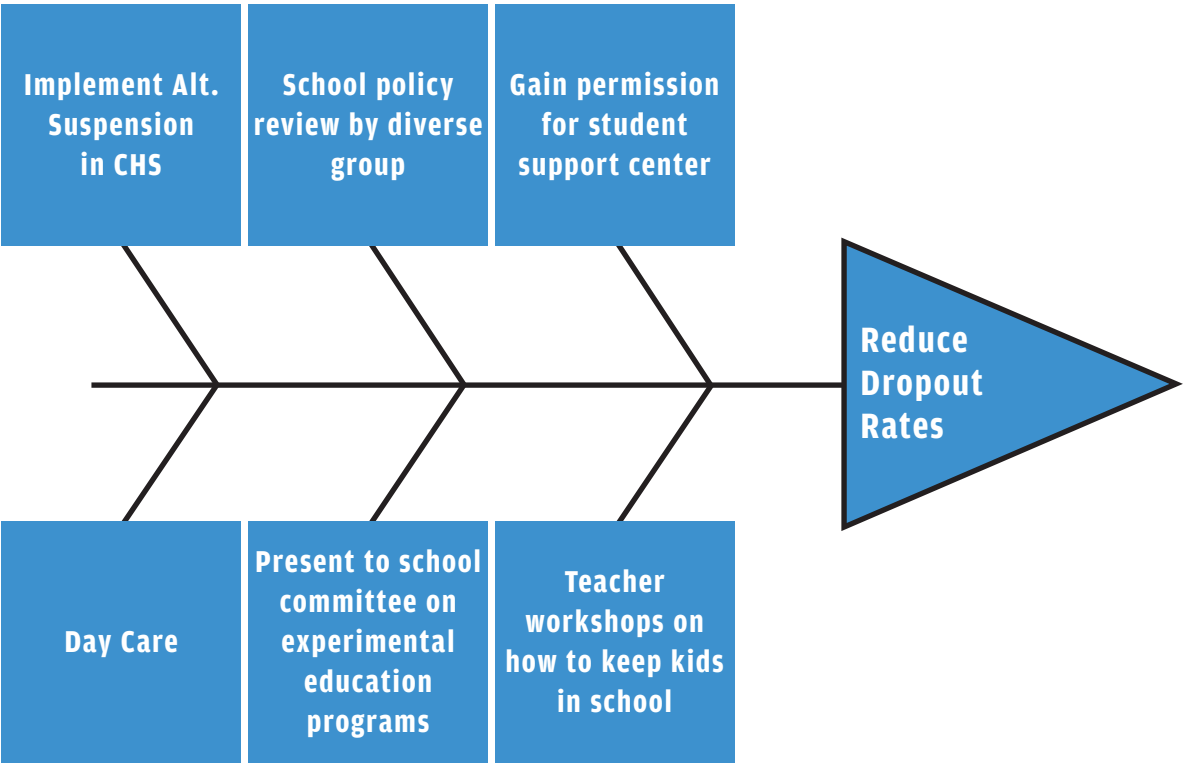 Implement Alt.
Suspension
in CHS
School policy
review by diverse
group
Gain permission
for student
support center
Reduce
Dropout
Rates
Day Care
Present to school
committee on
experimental
education
programs
Teacher
workshops on
how to keep kids
in school